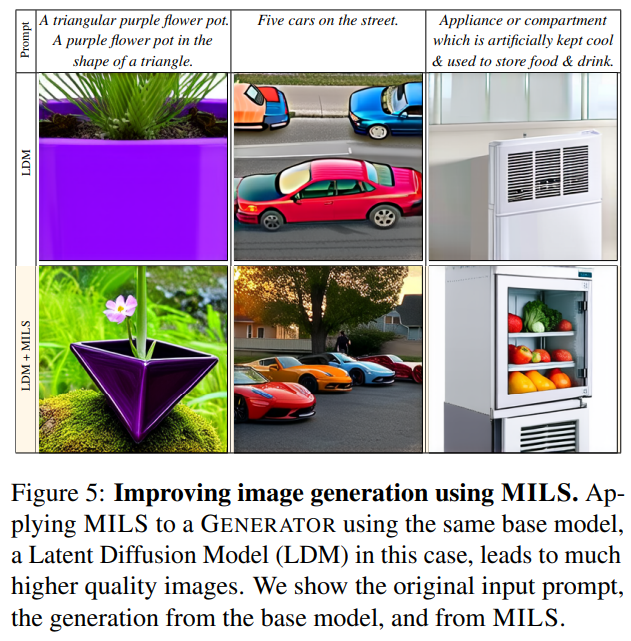 Prompt
A triangular purple flower pot.
A purple flower pot in the
shape of a triangle.
Five cars on the street.
Appliance or compartment
which is artificially kept cool
& used to store food & drink.
LDM
LDM + MILS
Figure 5: Improving image generation using MILS. Ap-
plying MILS to a GENERATOR using the same base model,
a Latent Diffusion Model (LDM) in this case, leads to much
higher quality images. We show the original input prompt,
the generation from the base model, and from MILS.